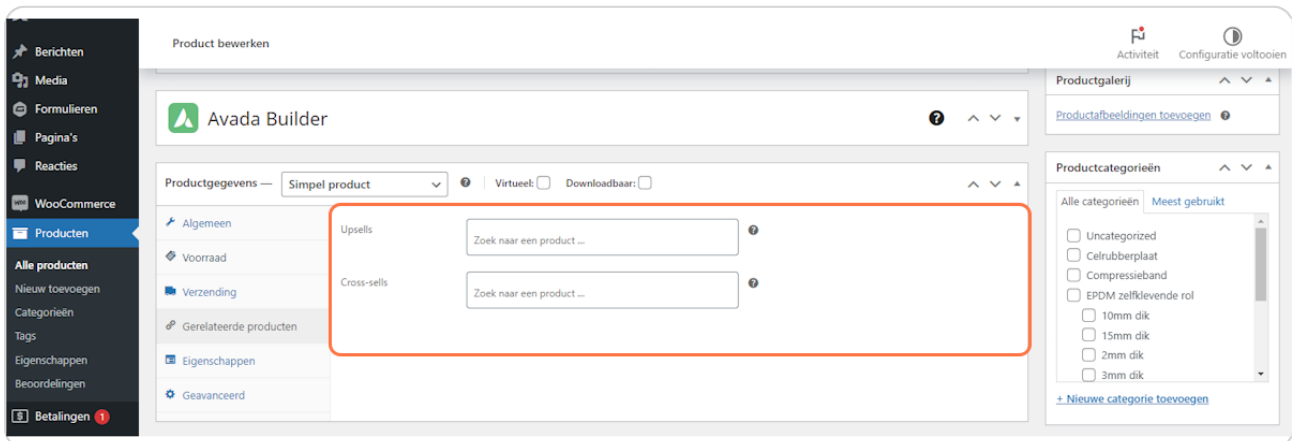 Berichten
Media
Formulieren
Pagina's
Reacties
WooCommerce
Producten
Alle producten
Nieuw toevoegen
Categorieën
Tags
Eigenschappen
Beoordelingen
Betalingen 1
Product bewerken
Activiteit
Configuratie voltooien
Avada Builder
Productgegevens — Simpel product Virtueel: Downloadbaar:
Algemeen
Voorraad
Verzending
Gerelateerde producten
Eigenschappen
Geavanceerd
Upsells
Zoek naar een product ...
Cross-sells
Zoek naar een product ...
Productgalerij
Productafbeeldingen toevoegen
Productcategorieën
Alle categorieën Meest gebruikt
Uncategorized
Celrubberplaat
Compressieband
EPDM zelfklevende rol
10mm dik
15mm dik
2mm dik
3mm dik
+ Nieuwe categorie toevoegen